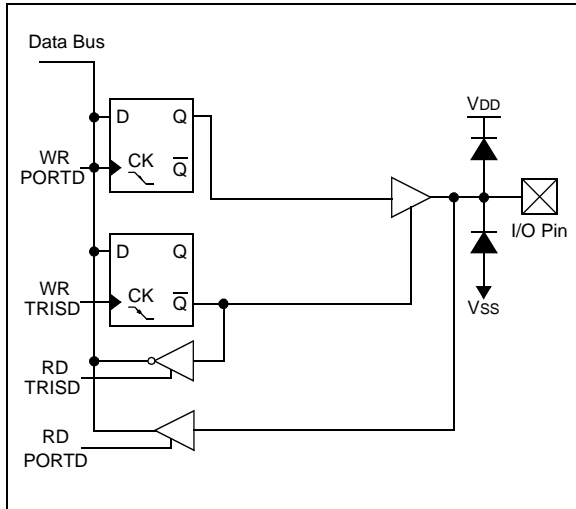 Data Bus
D Q
VDD
WR
PORTD
CK
Q̅
I/O Pin
D Q
WR
TRISD
CK
Q̅
VSS
RD
TRISD
RD
PORTD